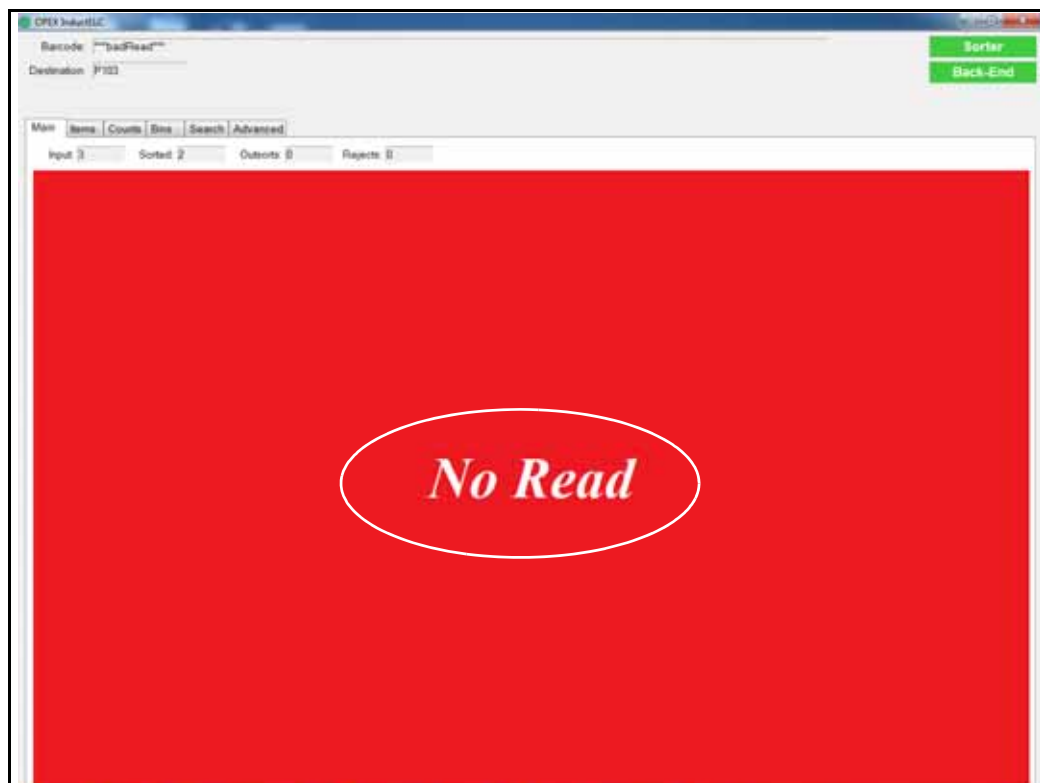 OPEX InductELC
Barcode ***badRead***
Sorter
Destination P103
Back-End
Main Items Counts Bins Search Advanced
Input 3 Sorted 2 Outsorts 0 Rejects 0
No Read